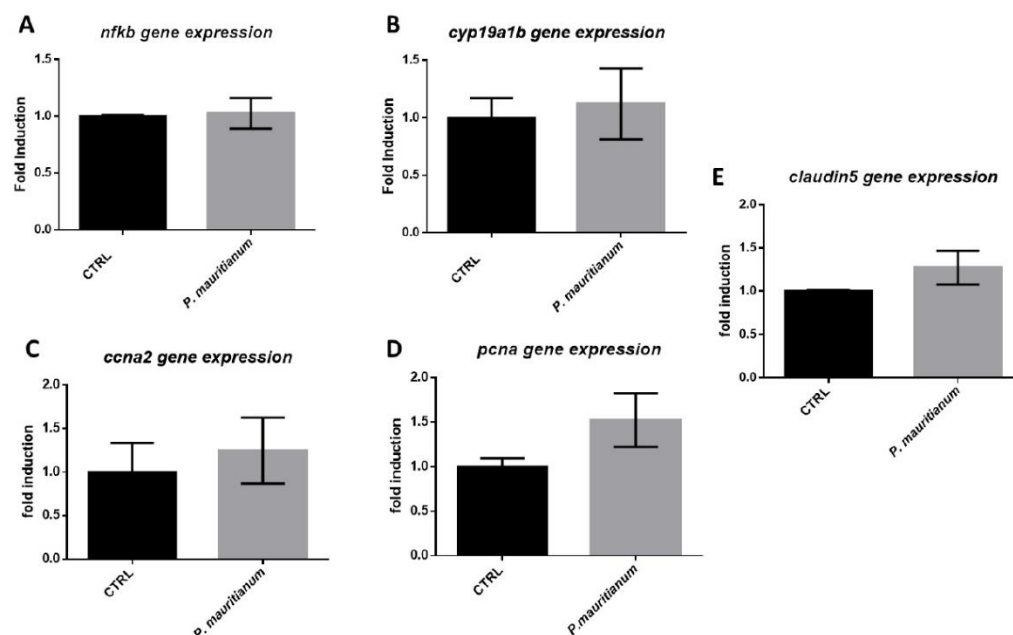 A
nfkb gene expression
Fold Induction
1.5
1.0
0.5
0.0
CTRL
P. mauritianum
B
cyp19a1b gene expression
Fold Induction
1.5
1.0
0.5
0.0
CTRL
P. mauritianum
C
ccna2 gene expression
fold induction
2.0
1.5
1.0
0.5
0.0
CTRL
P. mauritianum
D
pcna gene expression
fold induction
2.0
1.5
1.0
0.5
0.0
CTRL
P.mauritianum
E
claudin5 gene expression
fold induction
2.0
1.5
1.0
0.5
0.0
CTRL
P. mauritianum